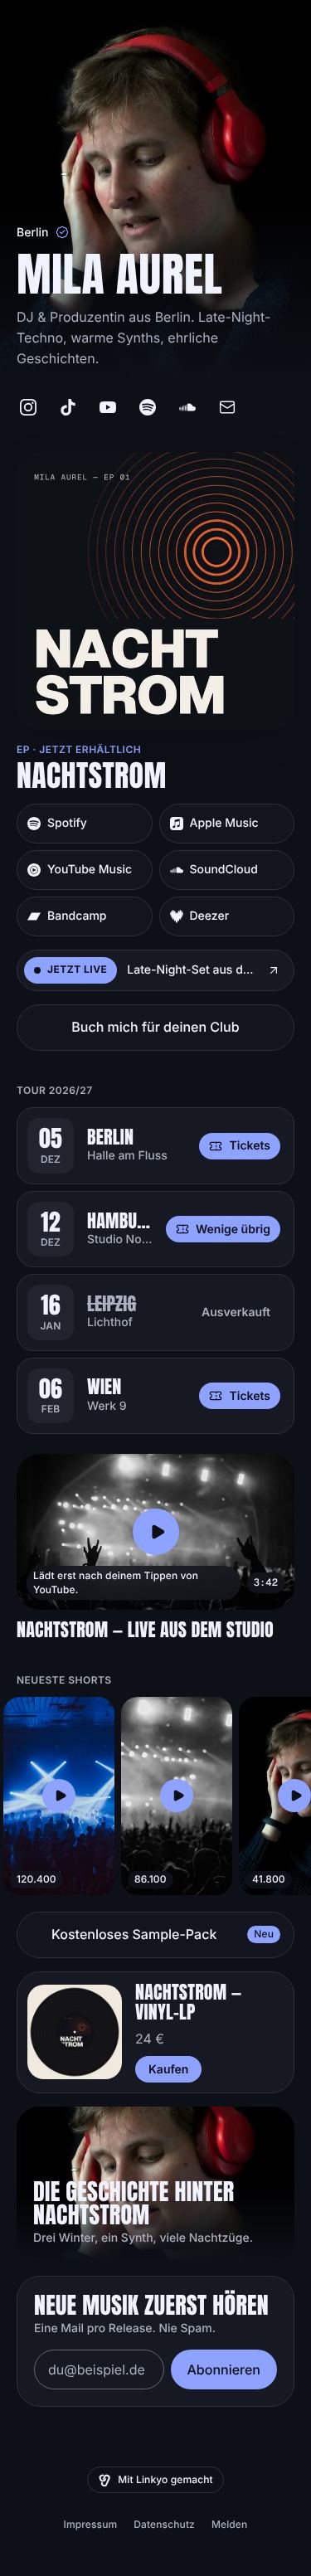 Berlin
MILA AUREL
DJ & Produzentin aus Berlin. Late-Night-
Techno, warme Synths, ehrliche
Geschichten.
MILA AUREL — EP 01
NACHT
STROM
EP · JETZT ERHÄLTLICH
NACHTSTROM
Spotify
Apple Music
YouTube Music
SoundCloud
Bandcamp
Deezer
JETZT LIVE
Late-Night-Set aus d...
Buch mich für deinen Club
TOUR 2026/27
05
DEZ
BERLIN
Halle am Fluss
Tickets
12
DEZ
HAMBU...
Studio No...
Wenige übrig
16
JAN
LEIPZIG
Lichthof
Ausverkauft
06
FEB
WIEN
Werk 9
Tickets
Lädt erst nach deinem Tippen von
YouTube.
3:42
NACHTSTROM — LIVE AUS DEM STUDIO
NEUESTE SHORTS
120.400
86.100
41.800
Kostenloses Sample-Pack
Neu
NACHT
STROM
NACHTSTROM —
VINYL-LP
24 €
Kaufen
DIE GESCHICHTE HINTER
NACHTSTROM
Drei Winter, ein Synth, viele Nachtzüge.
NEUE MUSIK ZUERST HÖREN
Eine Mail pro Release. Nie Spam.
du@beispiel.de
Abonnieren
Mit Linkyo gemacht
Impressum
Datenschutz
Melden